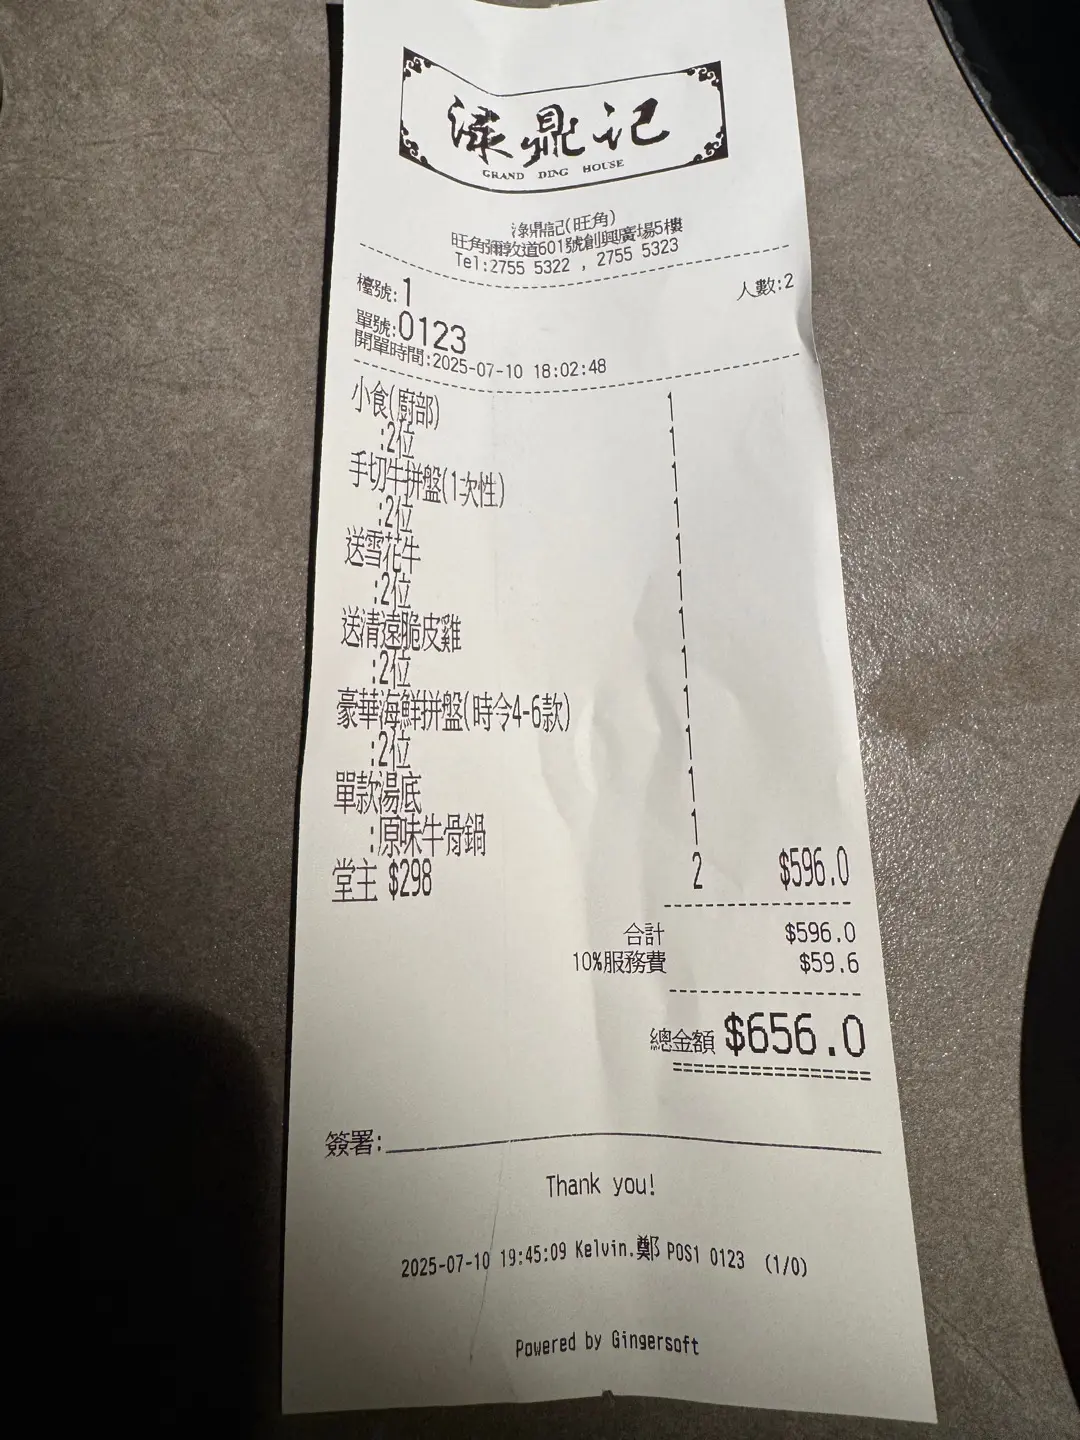 渌鼎记
GRAND DING HOUSE
渌鼎記(旺角)
旺角彌敦道601號創興廣場5樓
Tel:2755 5322 , 2755 5323
檯號:1 人數:2
單號:0123
開單時間:2025-07-10 18:02:48
小食(廚部) 1
:2位 1
手切牛拼盤(1次性) 1
:2位 1
送雪花牛 1
:2位 1
送清遠脆皮雞 1
:2位 1
豪華海鮮拼盤(時令4-6款) 1
:2位 1
單款湯底 1
:原味牛骨鍋 1
堂主 $298 2 $596.0
合計 $596.0
10%服務費 $59.6
總金額 $656.0
================
簽署:
Thank you!
2025-07-10 19:45:09 Kelvin.鄭 POS1 0123 (1/0)
Powered by Gingersoft